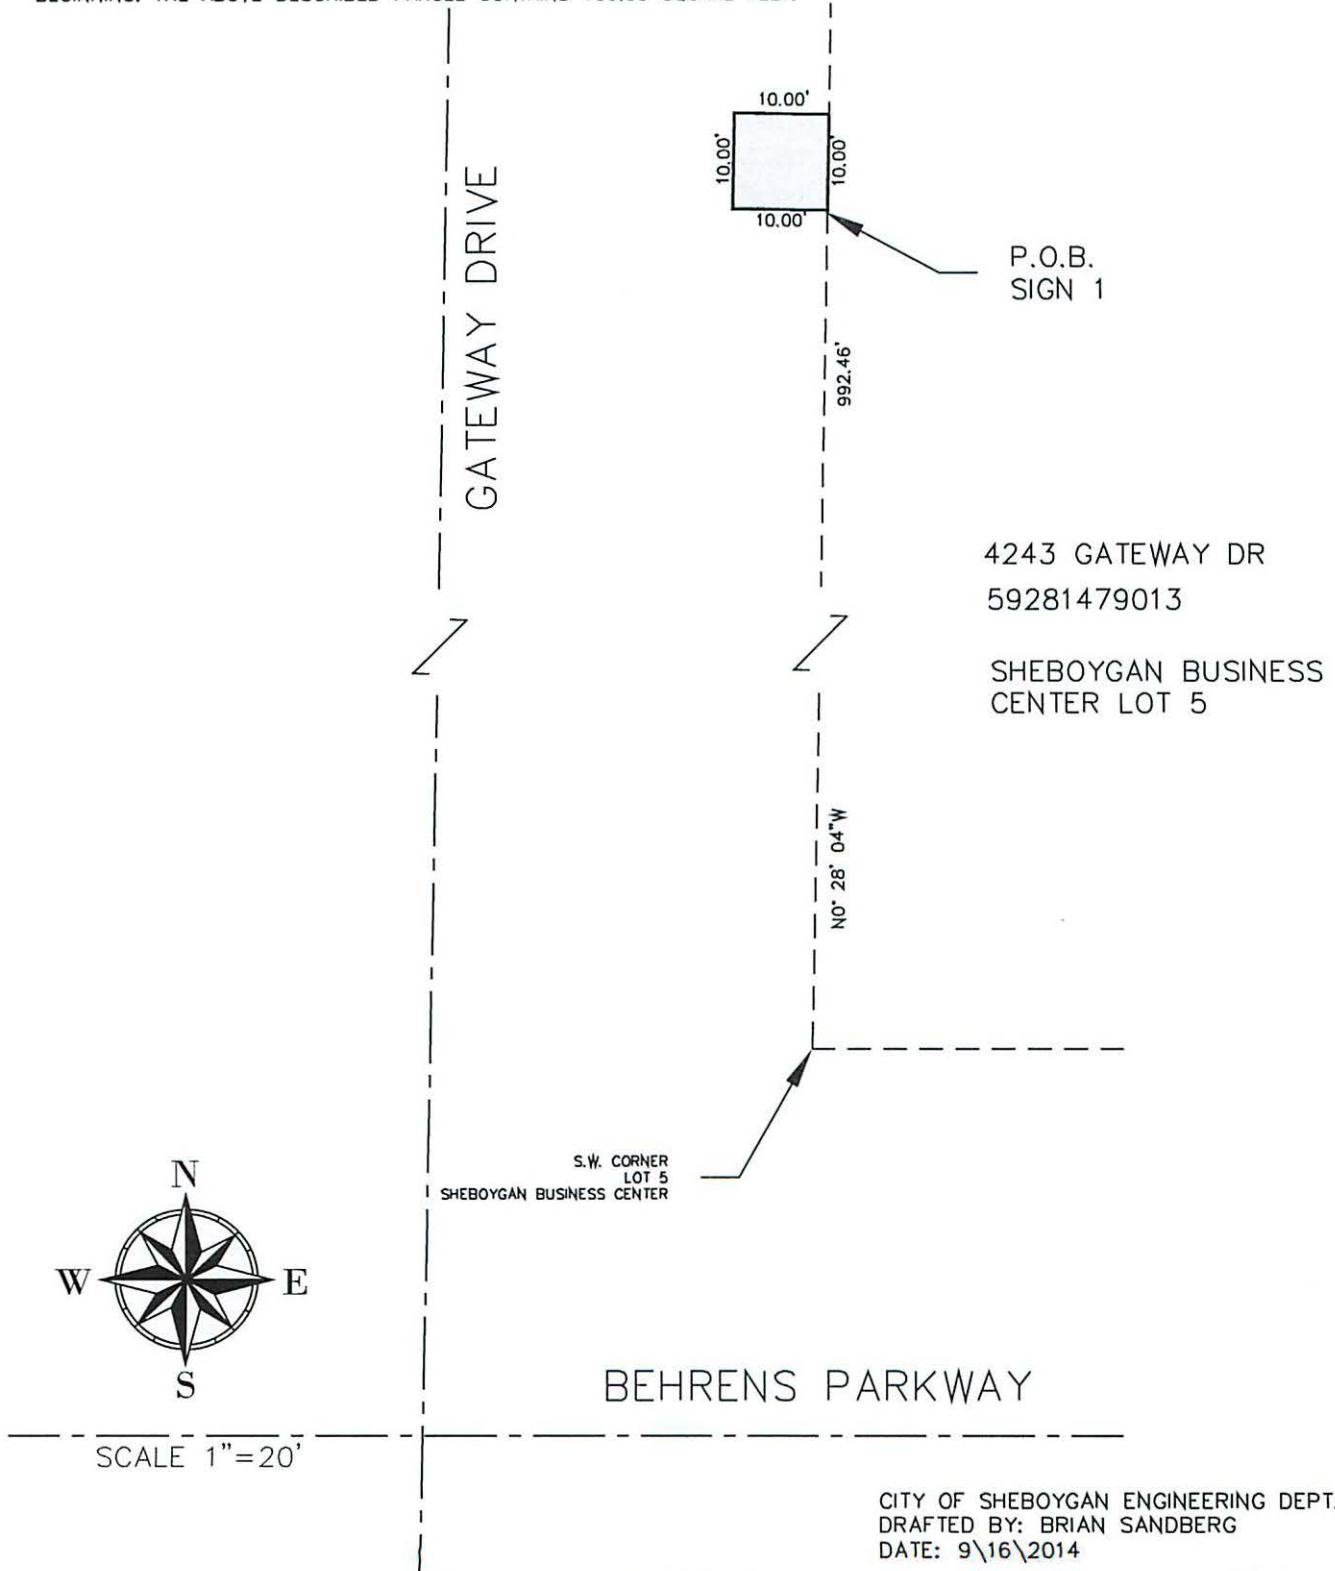 10.00'
10.00'
10.00'
10.00'
P.O.B.
SIGN 1
GATEWAY DRIVE
992.46'
4243 GATEWAY DR
59281479013
SHEBOYGAN BUSINESS
CENTER LOT 5
N0° 28' 04"W
S.W. CORNER
LOT 5
SHEBOYGAN BUSINESS CENTER
N
W
E
S
BEHRENS PARKWAY
SCALE 1"=20'
CITY OF SHEBOYGAN ENGINEERING DEPT.
DRAFTED BY: BRIAN SANDBERG
DATE: 9\16\2014